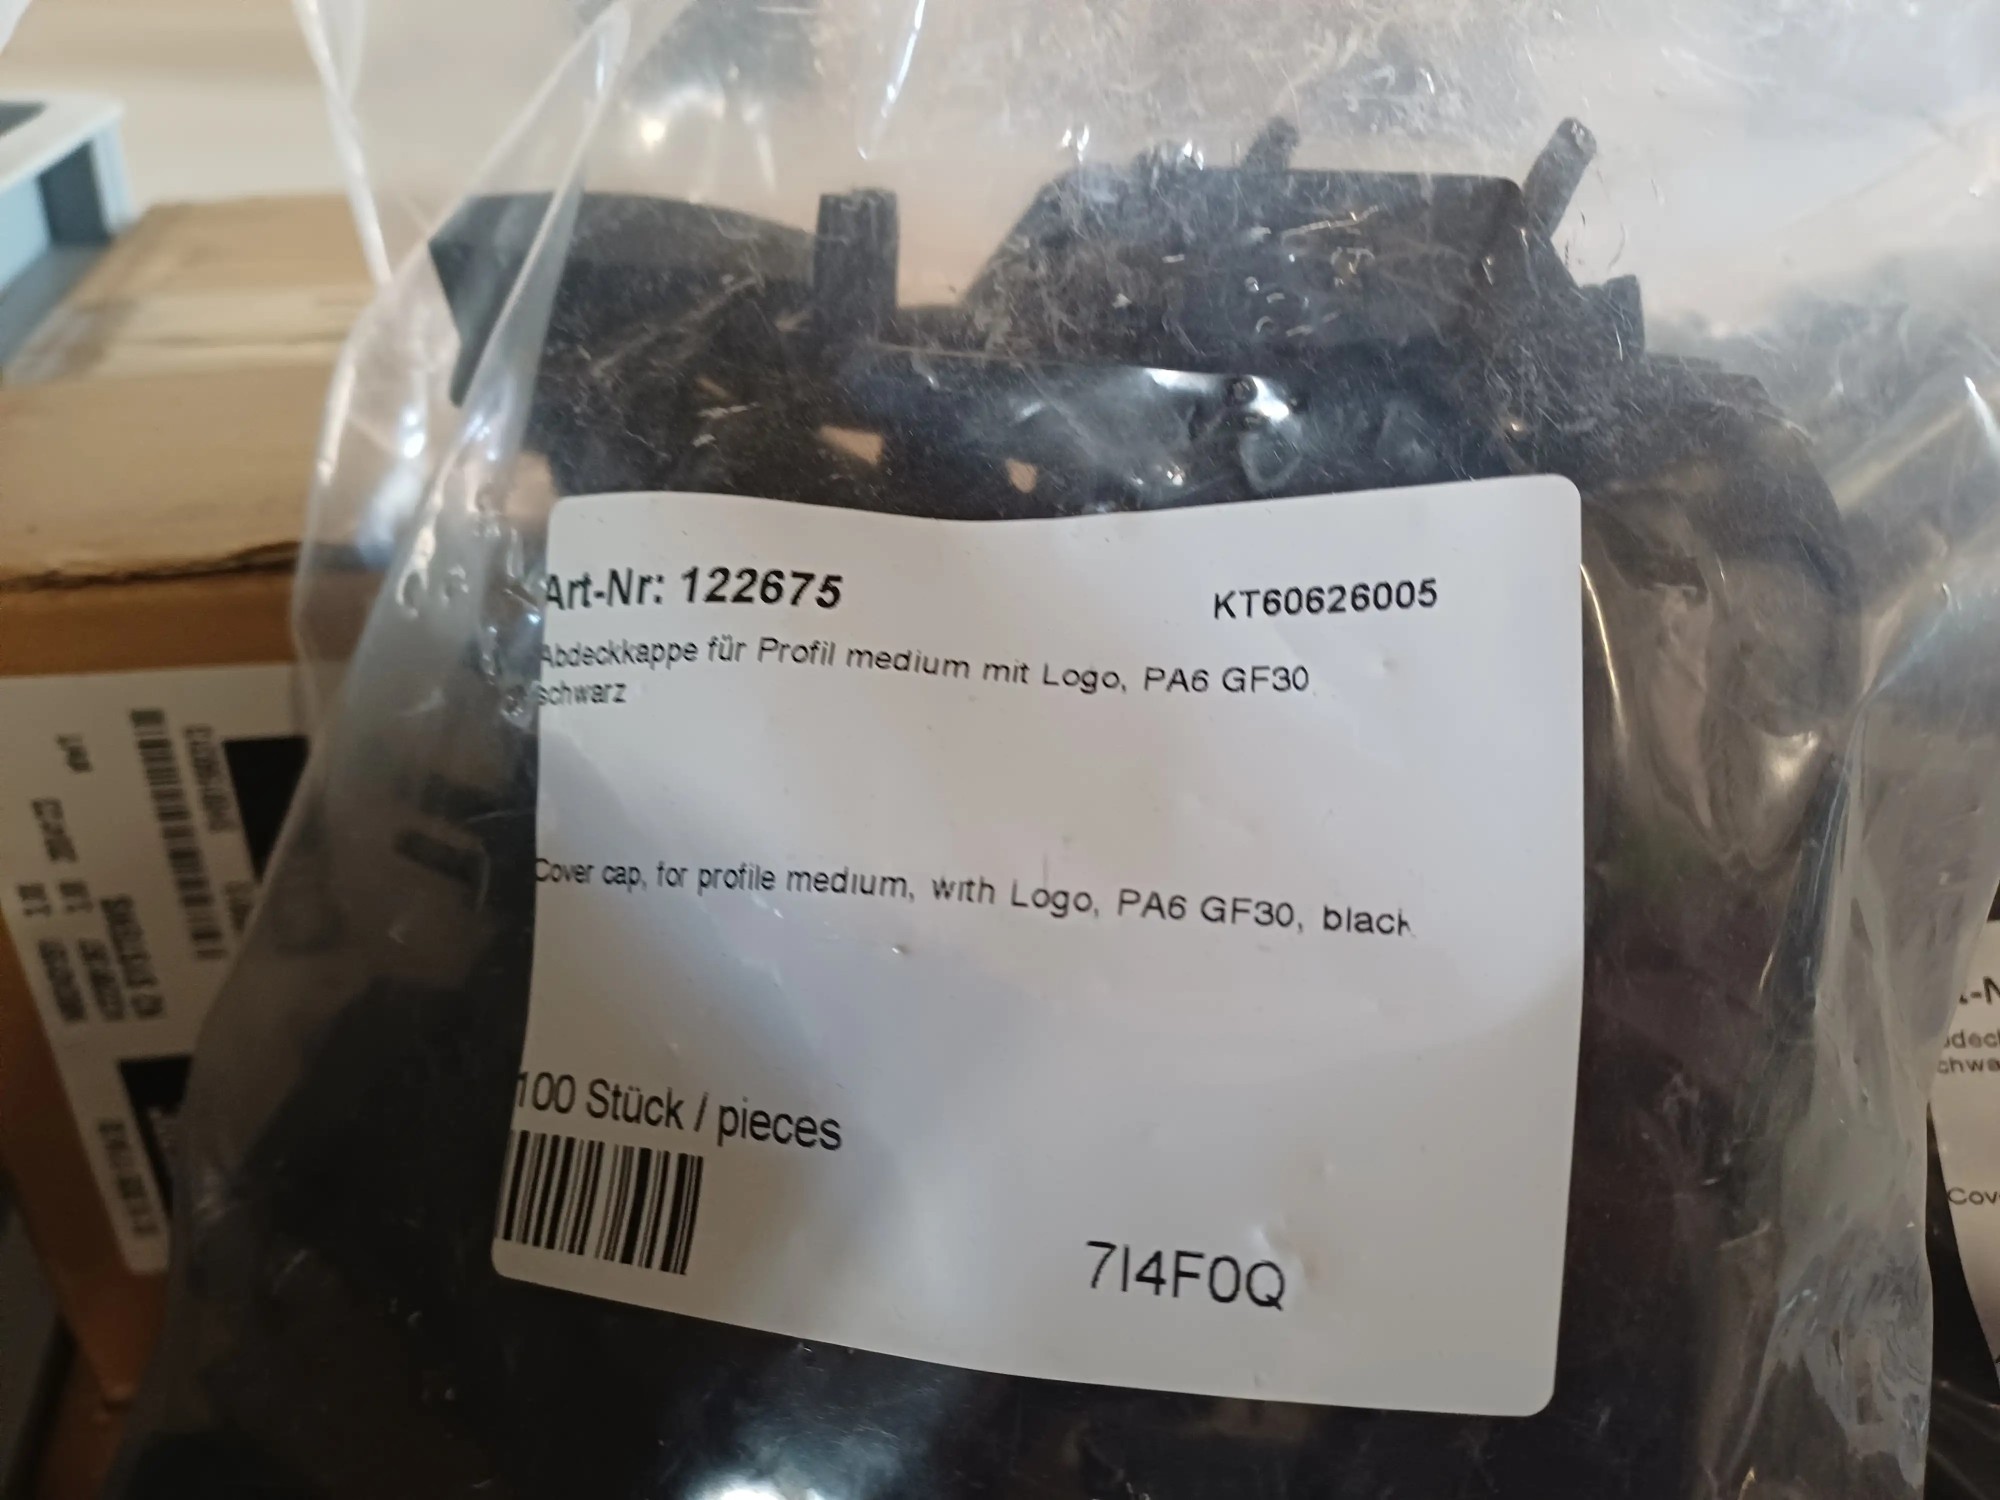 Art-Nr: 122675
KT60626005
Abdeckkappe für Profil medium mit Logo, PA6 GF30
schwarz
Cover cap, for profile medium, with Logo, PA6 GF30, black
100 Stück / pieces
7I4F0Q